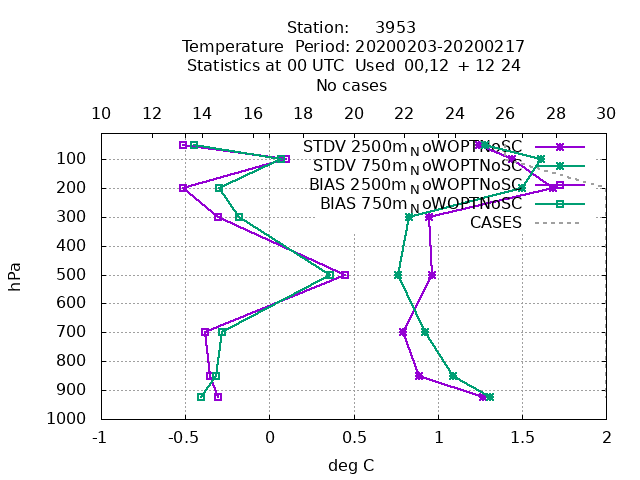 Station: 3953
Temperature Period: 20200203-20200217
Statistics at 00 UTC Used 00,12 + 12 24
No cases
10 12 14 16 18 20 22 24 26 28 30
STDV 2500m_NoWOPTNoSC
STDV 750m_NoWOPTNoSC
BIAS 2500m_NoWOPTNoSC
BIAS 750m_NoWOPTNoSC
CASES
hPa
100
200
300
400
500
600
700
800
900
1000
-1 -0.5 0 0.5 1 1.5 2
deg C